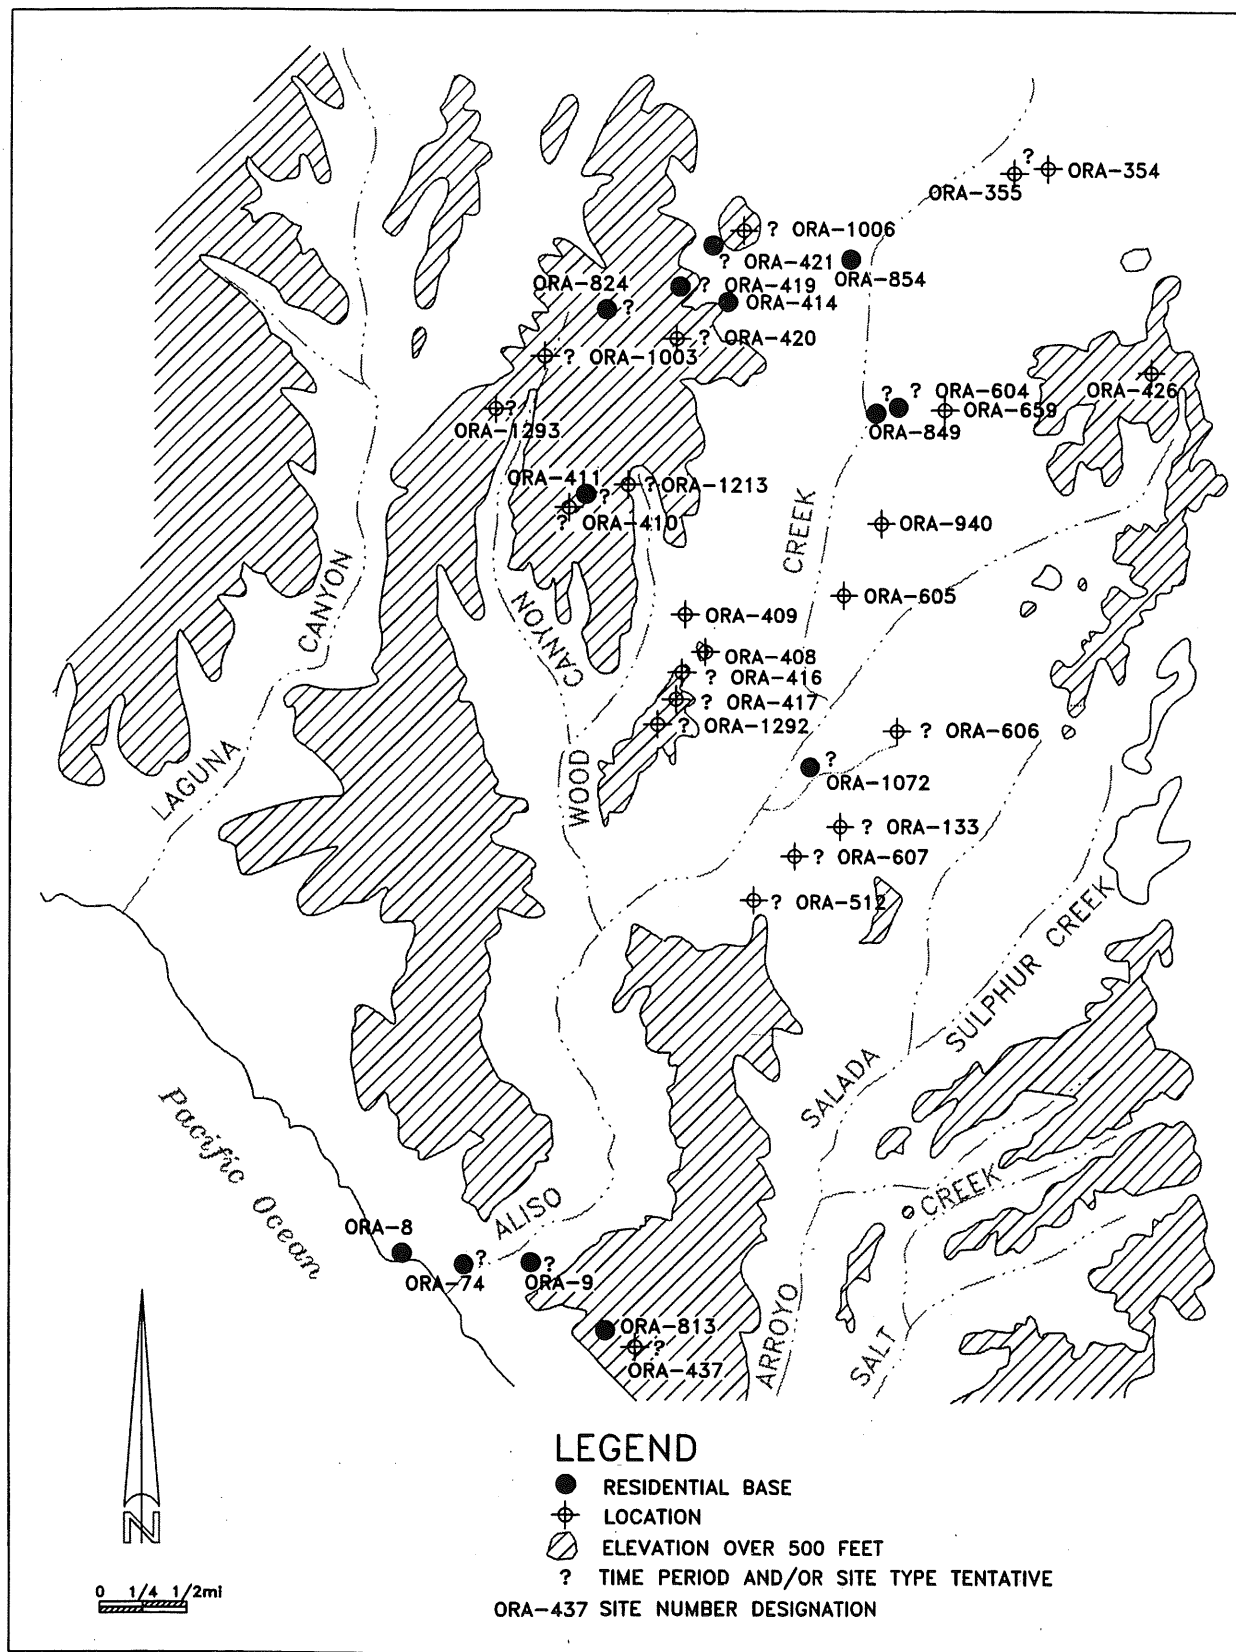 ?
ORA-354
ORA-355
? ORA-1006
? ORA-421
ORA-854
ORA-824
?
? ORA-419
ORA-414
? ORA-420
? ORA-1003
ORA-426
?
? ORA-604
ORA-659
ORA-849
?
ORA-1293
ORA-411
?
? ORA-1213
? ORA-410
ORA-940
CREEK
CANYON
CANYON
ORA-605
ORA-409
ORA-408
? ORA-416
? ORA-417
? ORA-1292
? ORA-606
LAGUNA
WOOD
?
ORA-1072
? ORA-133
? ORA-607
? ORA-512
SULPHUR CREEK
SALADA
Pacific Ocean
ALISO
CREEK
ORA-8
?
ORA-74
?
ORA-9
ARROYO
SALT
ORA-813
?
ORA-437
LEGEND
RESIDENTIAL BASE
LOCATION
ELEVATION OVER 500 FEET
? TIME PERIOD AND/OR SITE TYPE TENTATIVE
ORA-437 SITE NUMBER DESIGNATION
N
0 1/4 1/2mi